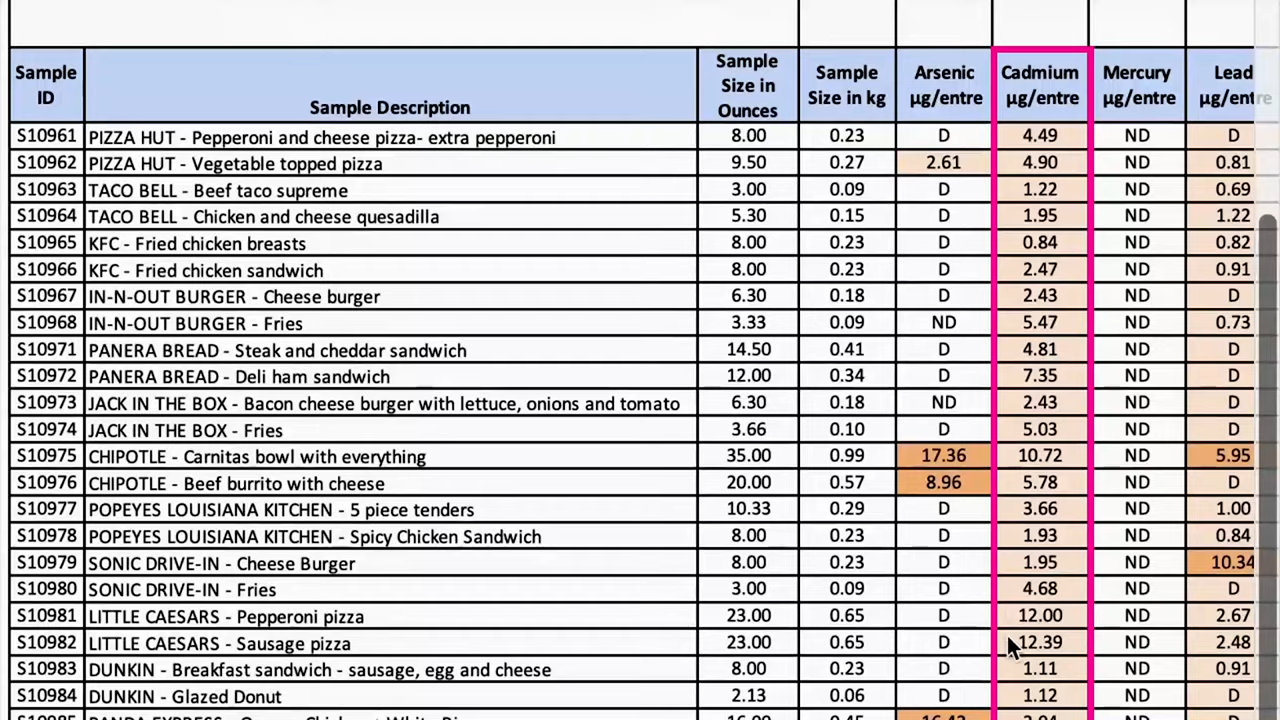 Sample ID Sample Description Sample Size in Ounces Sample Size in kg Arsenic µg/entre Cadmium µg/entre Mercury µg/entre Lead µg/entre
S10961 PIZZA HUT - Pepperoni and cheese pizza- extra pepperoni 8.00 0.23 D 4.49 ND D
S10962 PIZZA HUT - Vegetable topped pizza 9.50 0.27 2.61 4.90 ND 0.81
S10963 TACO BELL - Beef taco supreme 3.00 0.09 D 1.22 ND 0.69
S10964 TACO BELL - Chicken and cheese quesadilla 5.30 0.15 D 1.95 ND 1.22
S10965 KFC - Fried chicken breasts 8.00 0.23 D 0.84 ND 0.82
S10966 KFC - Fried chicken sandwich 8.00 0.23 D 2.47 ND 0.91
S10967 IN-N-OUT BURGER - Cheese burger 6.30 0.18 D 2.43 ND D
S10968 IN-N-OUT BURGER - Fries 3.33 0.09 ND 5.47 ND 0.73
S10971 PANERA BREAD - Steak and cheddar sandwich 14.50 0.41 D 4.81 ND D
S10972 PANERA BREAD - Deli ham sandwich 12.00 0.34 D 7.35 ND D
S10973 JACK IN THE BOX - Bacon cheese burger with lettuce, onions and tomato 6.30 0.18 ND 2.43 ND D
S10974 JACK IN THE BOX - Fries 3.66 0.10 D 5.03 ND D
S10975 CHIPOTLE - Carnitas bowl with everything 35.00 0.99 17.36 10.72 ND 5.95
S10976 CHIPOTLE - Beef burrito with cheese 20.00 0.57 8.96 5.78 ND D
S10977 POPEYES LOUISIANA KITCHEN - 5 piece tenders 10.33 0.29 D 3.66 ND 1.00
S10978 POPEYES LOUISIANA KITCHEN - Spicy Chicken Sandwich 8.00 0.23 D 1.93 ND 0.84
S10979 SONIC DRIVE-IN - Cheese Burger 8.00 0.23 D 1.95 ND 10.34
S10980 SONIC DRIVE-IN - Fries 3.00 0.09 D 4.68 ND D
S10981 LITTLE CAESARS - Pepperoni pizza 23.00 0.65 D 12.00 ND 2.67
S10982 LITTLE CAESARS - Sausage pizza 23.00 0.65 D 12.39 ND 2.48
S10983 DUNKIN - Breakfast sandwich - sausage, egg and cheese 8.00 0.23 D 1.11 ND 0.91
S10984 DUNKIN - Glazed Donut 2.13 0.06 D 1.12 ND D